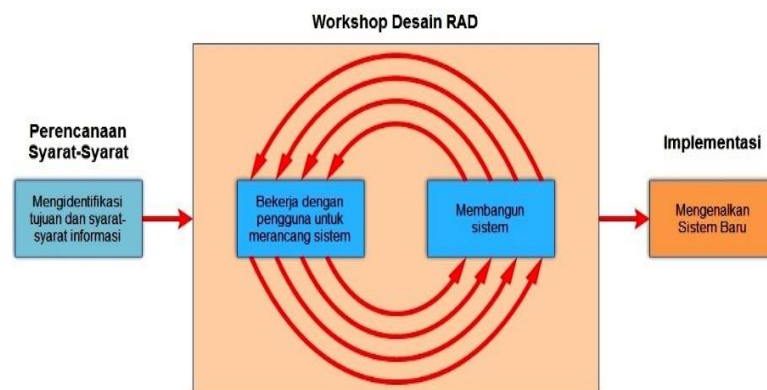 Workshop Desain RAD
Perencanaan
Syarat-Syarat
Mengidentifikasi
tujuan dan syarat-
syarat informasi
Bekerja dengan
pengguna untuk
merancang sistem
Membangun
sistem
Implementasi
Mengenalkan
Sistem Baru